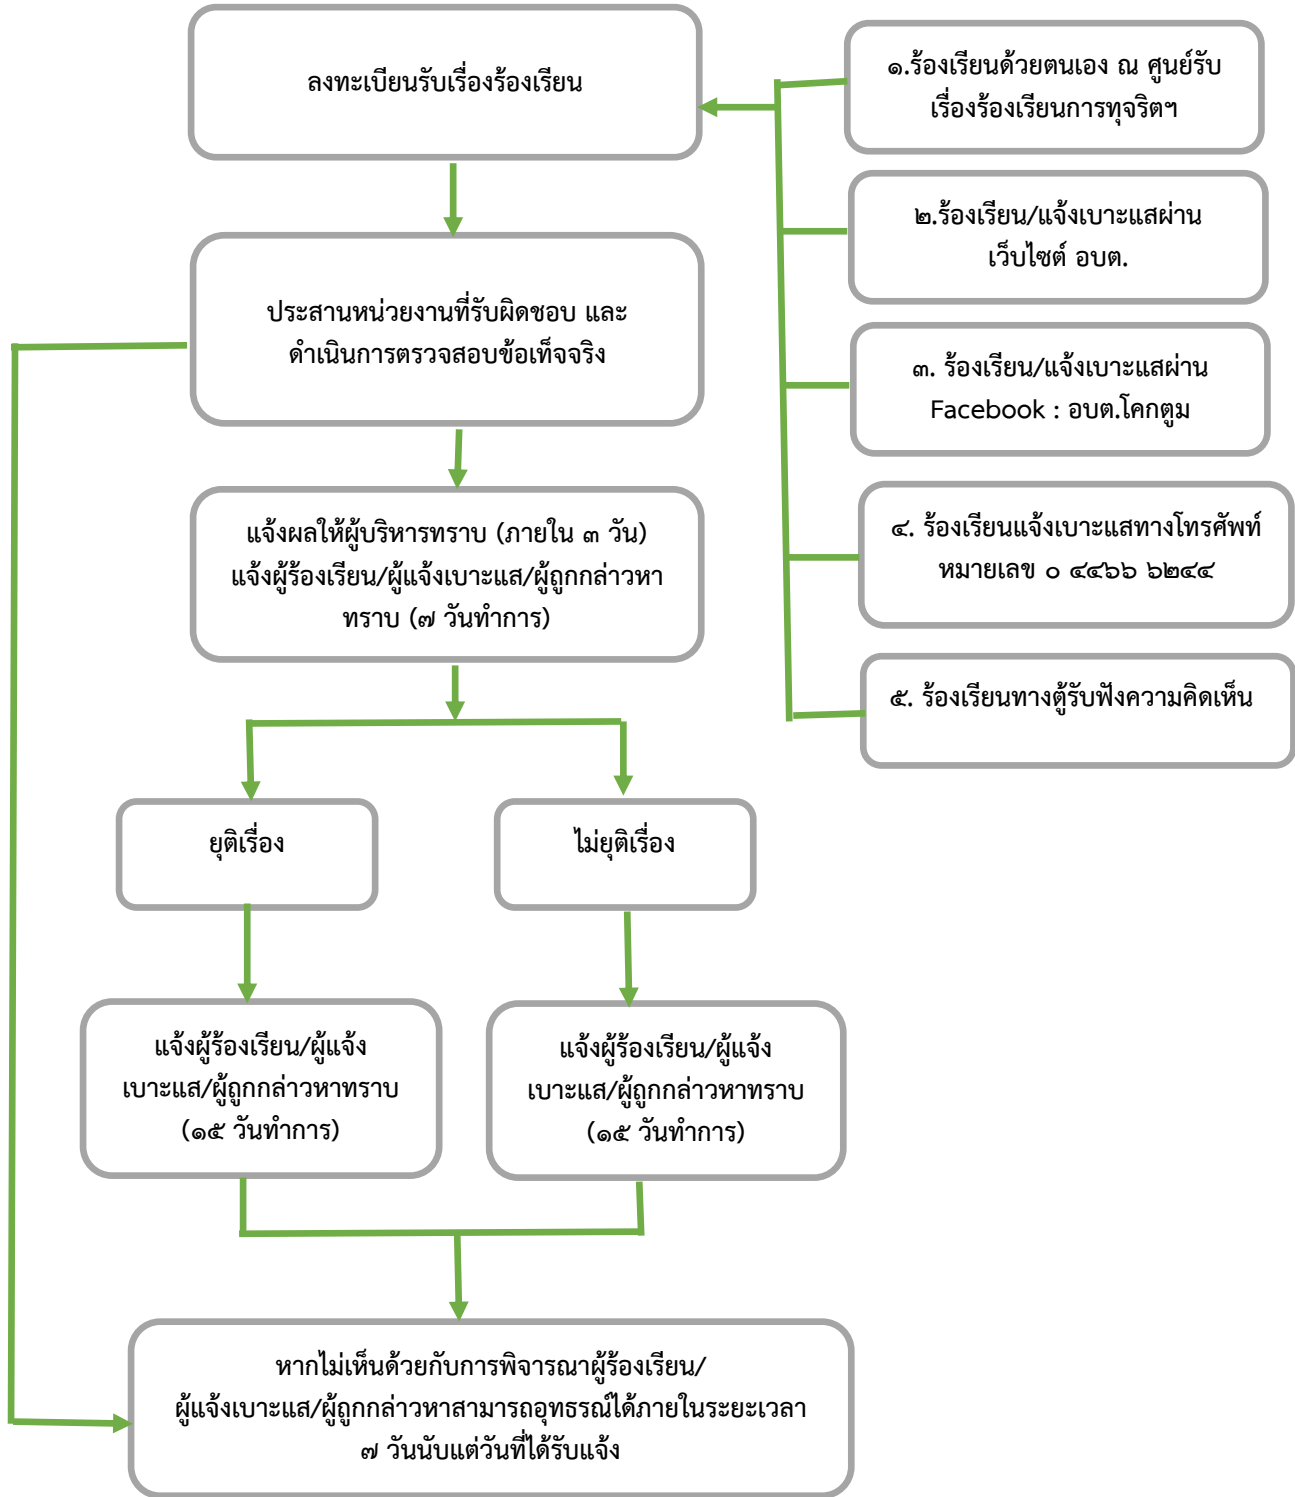 ลงทะเบียนรับเรื่องร้องเรียน
๑.ร้องเรียนด้วยตนเอง ณ ศูนย์รับ
เรื่องร้องเรียนการทุจริตฯ
๒.ร้องเรียน/แจ้งเบาะแสผ่าน
เว็บไซต์ อบต.
๓. ร้องเรียน/แจ้งเบาะแสผ่าน
Facebook : อบต.โคกตูม
๔. ร้องเรียนแจ้งเบาะแสทางโทรศัพท์
หมายเลข ๐ ๔๔๖๖ ๖๒๔๔
๕. ร้องเรียนทางตู้รับฟังความคิดเห็น
ประสานหน่วยงานที่รับผิดชอบ และ
ดำเนินการตรวจสอบข้อเท็จจริง
แจ้งผลให้ผู้บริหารทราบ (ภายใน ๓ วัน)
แจ้งผู้ร้องเรียน/ผู้แจ้งเบาะแส/ผู้ถูกกล่าวหา
ทราบ (๗ วันทำการ)
ยุติเรื่อง
ไม่ยุติเรื่อง
แจ้งผู้ร้องเรียน/ผู้แจ้ง
เบาะแส/ผู้ถูกกล่าวหาทราบ
(๑๕ วันทำการ)
แจ้งผู้ร้องเรียน/ผู้แจ้ง
เบาะแส/ผู้ถูกกล่าวหาทราบ
(๑๕ วันทำการ)
หากไม่เห็นด้วยกับการพิจารณาผู้ร้องเรียน/
ผู้แจ้งเบาะแส/ผู้ถูกกล่าวหาสามารถอุทธรณ์ได้ภายในระยะเวลา
๗ วันนับแต่วันที่ได้รับแจ้ง